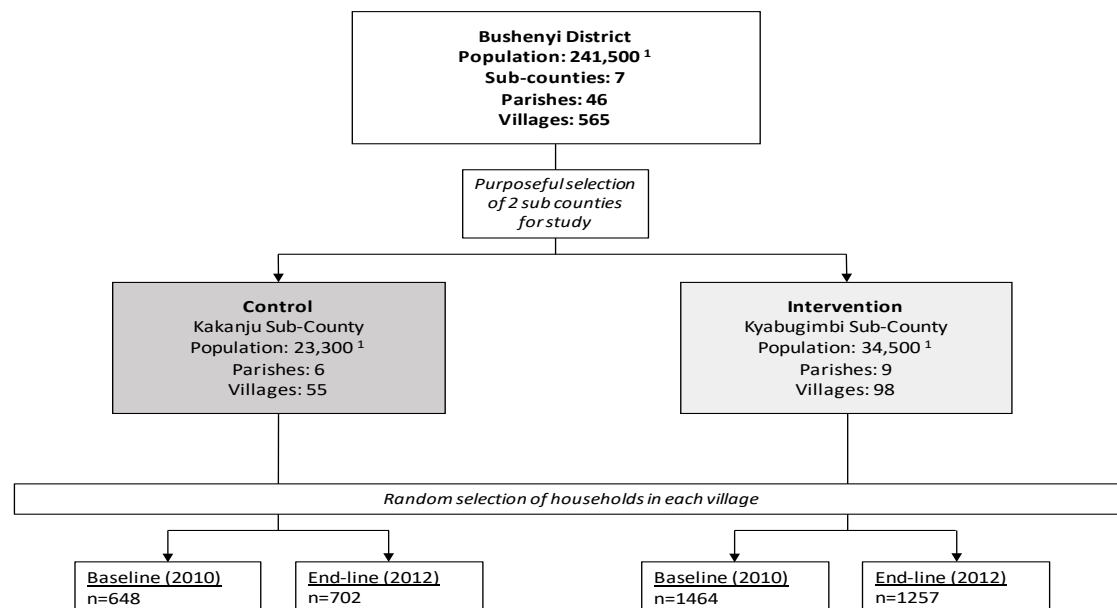 Bushenyi District
Population: 241,500 ¹
Sub-counties: 7
Parishes: 46
Villages: 565
Purposeful selection
of 2 sub counties
for study
Control
Kakanju Sub-County
Population: 23,300 ¹
Parishes: 6
Villages: 55
Intervention
Kyabugimbi Sub-County
Population: 34,500 ¹
Parishes: 9
Villages: 98
Random selection of households in each village
Baseline (2010)
n=648
End-line (2012)
n=702
Baseline (2010)
n=1464
End-line (2012)
n=1257